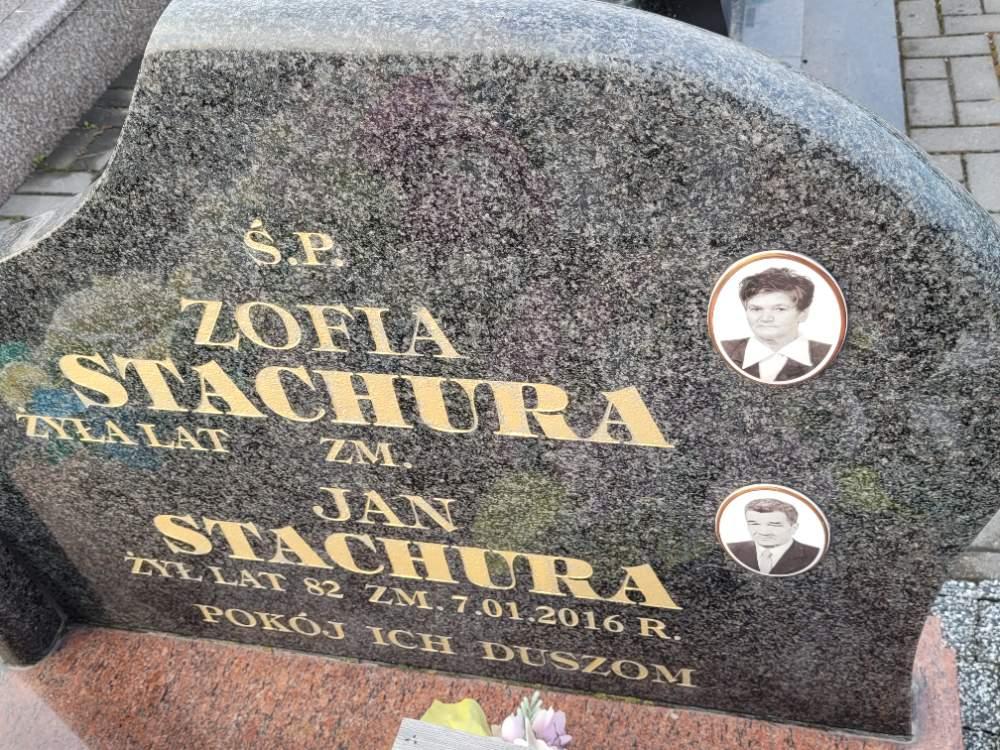 Ś.P.
ZOFIA
STACHURA
ŻYŁA LAT ZM.
JAN
STACHURA
ŻYŁ LAT 82 ZM. 7.01.2016 R.
POKÓJ ICH DUSZOM